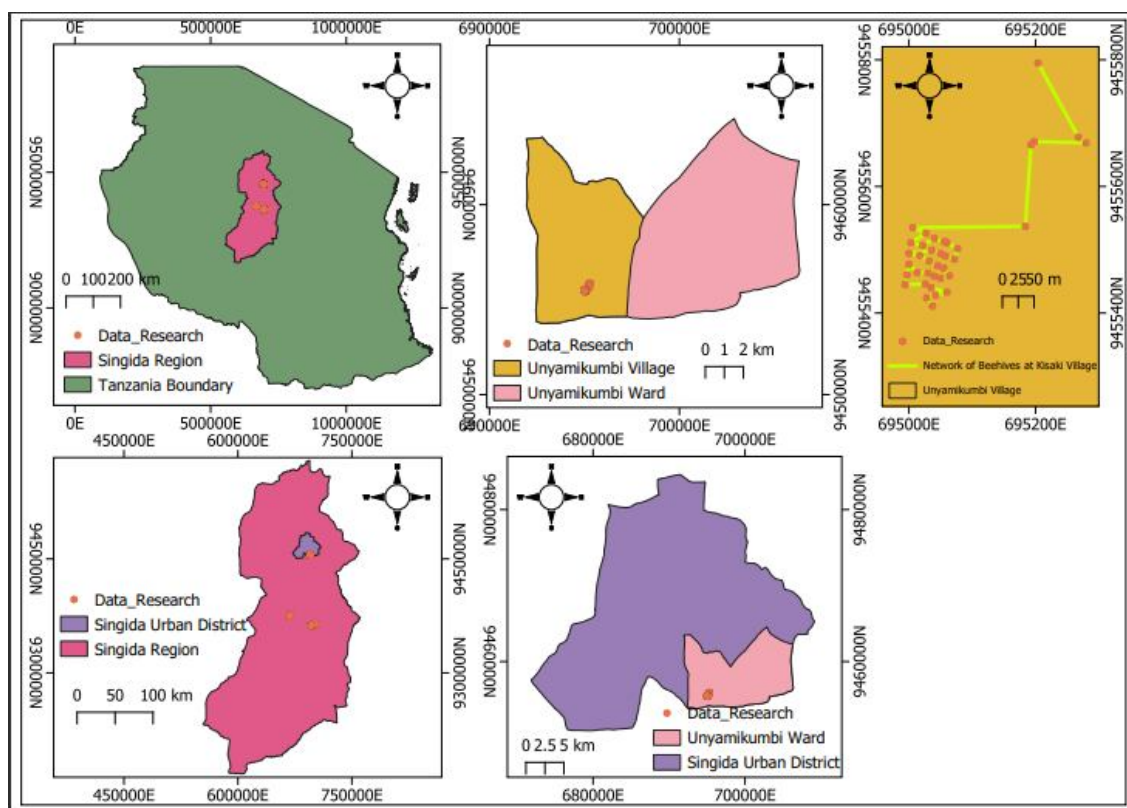 0E 500000E 1000000E
9500000N 9500000N
9000000N 9000000N
0 100200 km
Data_Research
Singida Region
Tanzania Boundary
0E 500000E 1000000E
690000E 700000E
9460000N 9460000N
9450000N 9450000N
Data_Research
Unyamikumbi Village
Unyamikumbi Ward
0 1 2 km
690000E 700000E
695000E 695200E
9455800N 9455800N
9455600N 9455600N
9455400N 9455400N
0 2550 m
Data_Research
Network of Beehives at Kisaki Village
Unyamikumbi Village
695000E 695200E
450000E 600000E 750000E
9450000N 9450000N
9300000N 9300000N
Data_Research
Singida Urban District
Singida Region
0 50 100 km
450000E 600000E 750000E
680000E 700000E
9480000N 9480000N
9460000N 9460000N
Data_Research
Unyamikumbi Ward
Singida Urban District
0 2.5 5 km
680000E 700000E